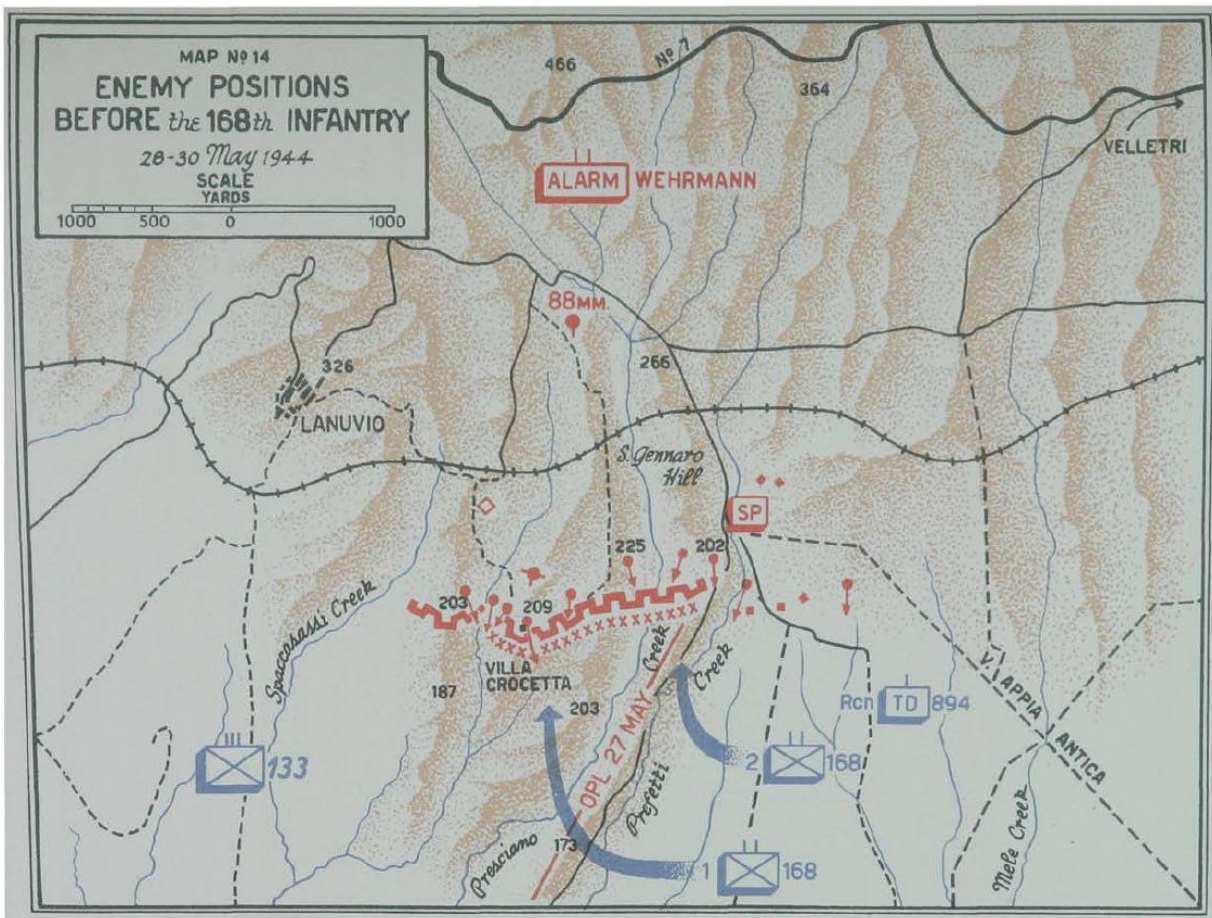 MAP Nº 14
ENEMY POSITIONS
BEFORE the 168th INFANTRY
28-30 May 1944
SCALE
YARDS
1000 500 0 1000
466
Nº 7
364
VELLETRI
ALARM WEHRMANN
88MM.
266
326
LANUVIO
S. Gennaro
Hill
SP
225
202
203
209
Spaccasassi Creek
VILLA
CROCETTA
187
203
Creek
Creek
OPL 27 MAY
Presciano
Prefetti
173
133
2 168
1 168
Rcn TD 894
V. APPIA
ANTICA
Mele Creek